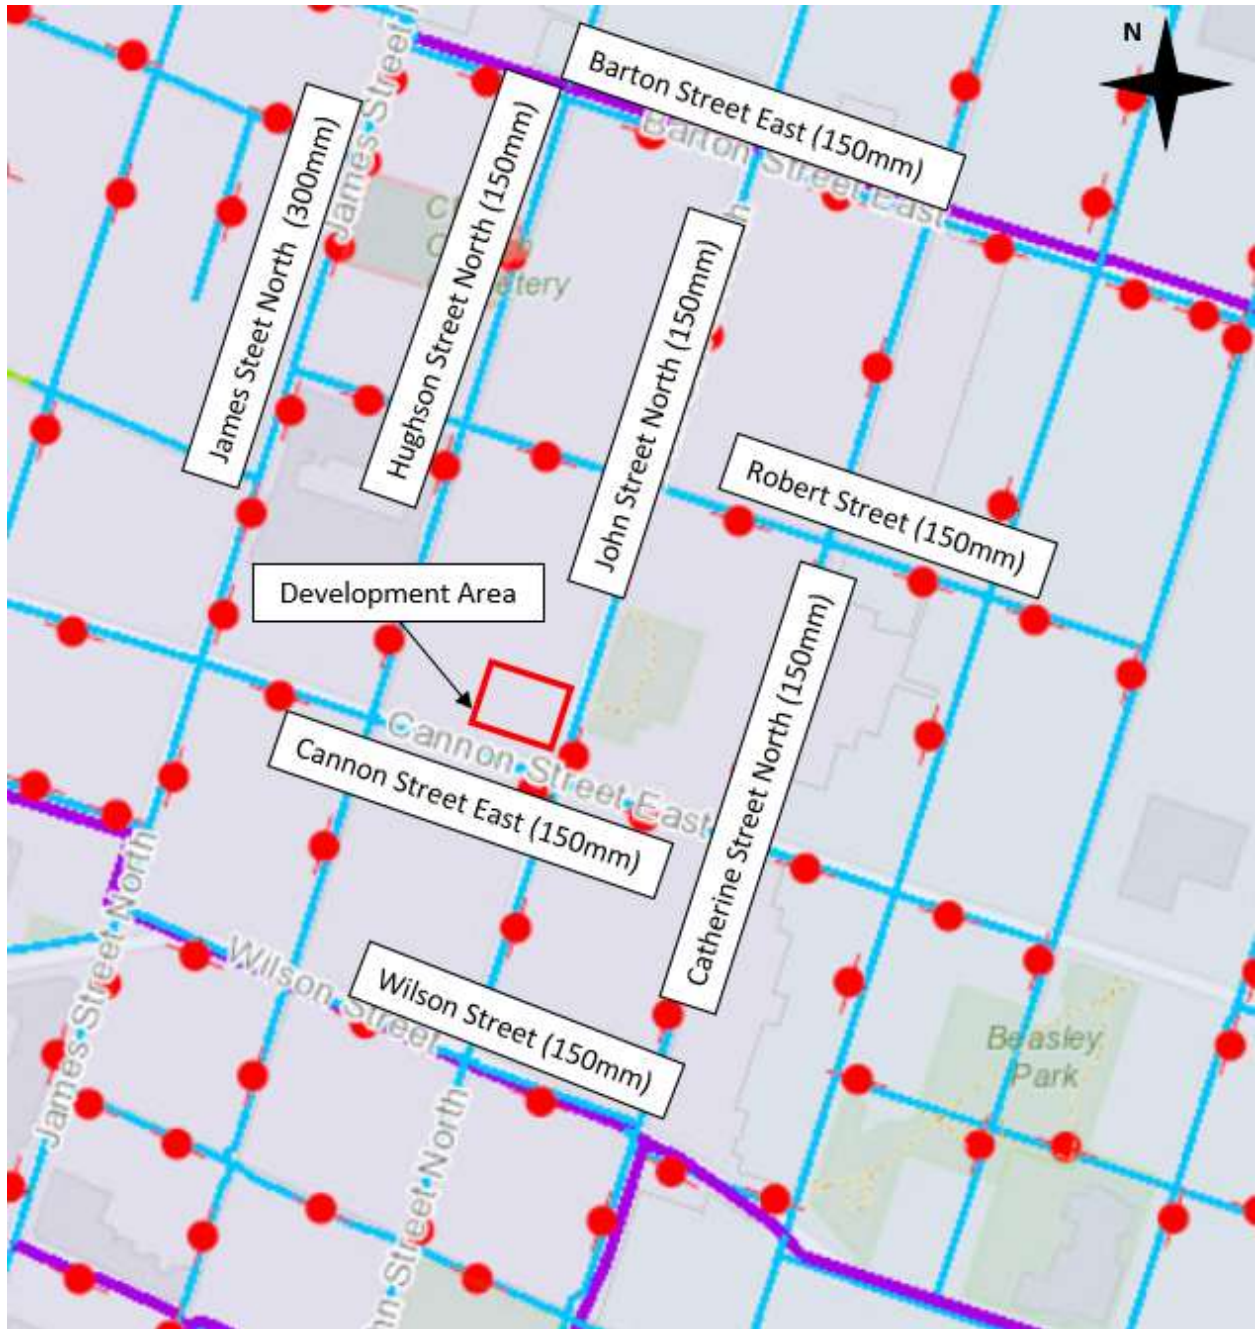 N
James Street
Barton Street East (150mm)
Barton Street East
James Steet North  (300mm)
Hughson Street North (150mm)
John Street North (150mm)
Robert Street (150mm)
Development Area
Catherine Street North (150mm)
Cannon Street East
Cannon Street East (150mm)
James Street North
Wilson Street
Wilson Street (150mm)
Beasley
Park
Street North